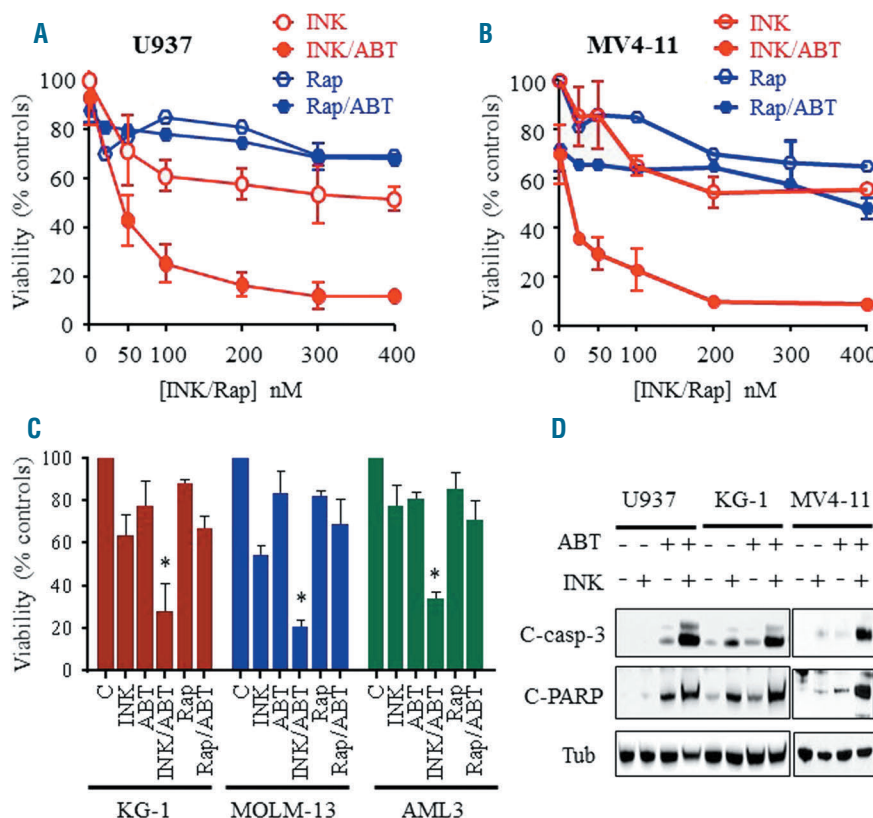 A
U937
INK
INK/ABT
Rap
Rap/ABT
Viability (% controls)
100
80
60
40
20
0
0
50
100
200
300
400
[INK/Rap] nM
B
MV4-11
INK
INK/ABT
Rap
Rap/ABT
Viability (% controls)
100
80
60
40
20
0
0
50
100
200
300
400
[INK/Rap] nM
C
Viability (% controls)
100
80
60
40
20
0
*
*
*
C
INK
ABT
INK/ABT
Rap
Rap/ABT
C
INK
ABT
INK/ABT
Rap
Rap/ABT
C
INK
ABT
INK/ABT
Rap
Rap/ABT
KG-1
MOLM-13
AML3
D
U937 KG-1 MV4-11
ABT - - + + - - + + - - + +
INK - + - + - + - + - + - +
C-casp-3
C-PARP
Tub